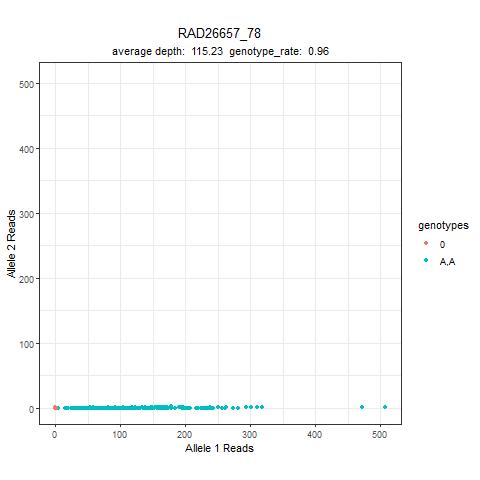 RAD26657_78
average depth:  115.23  genotype_rate:  0.96
500
400
300
200
100
0
Allele 2 Reads
0 100 200 300 400 500
Allele 1 Reads
genotypes
0
A,A